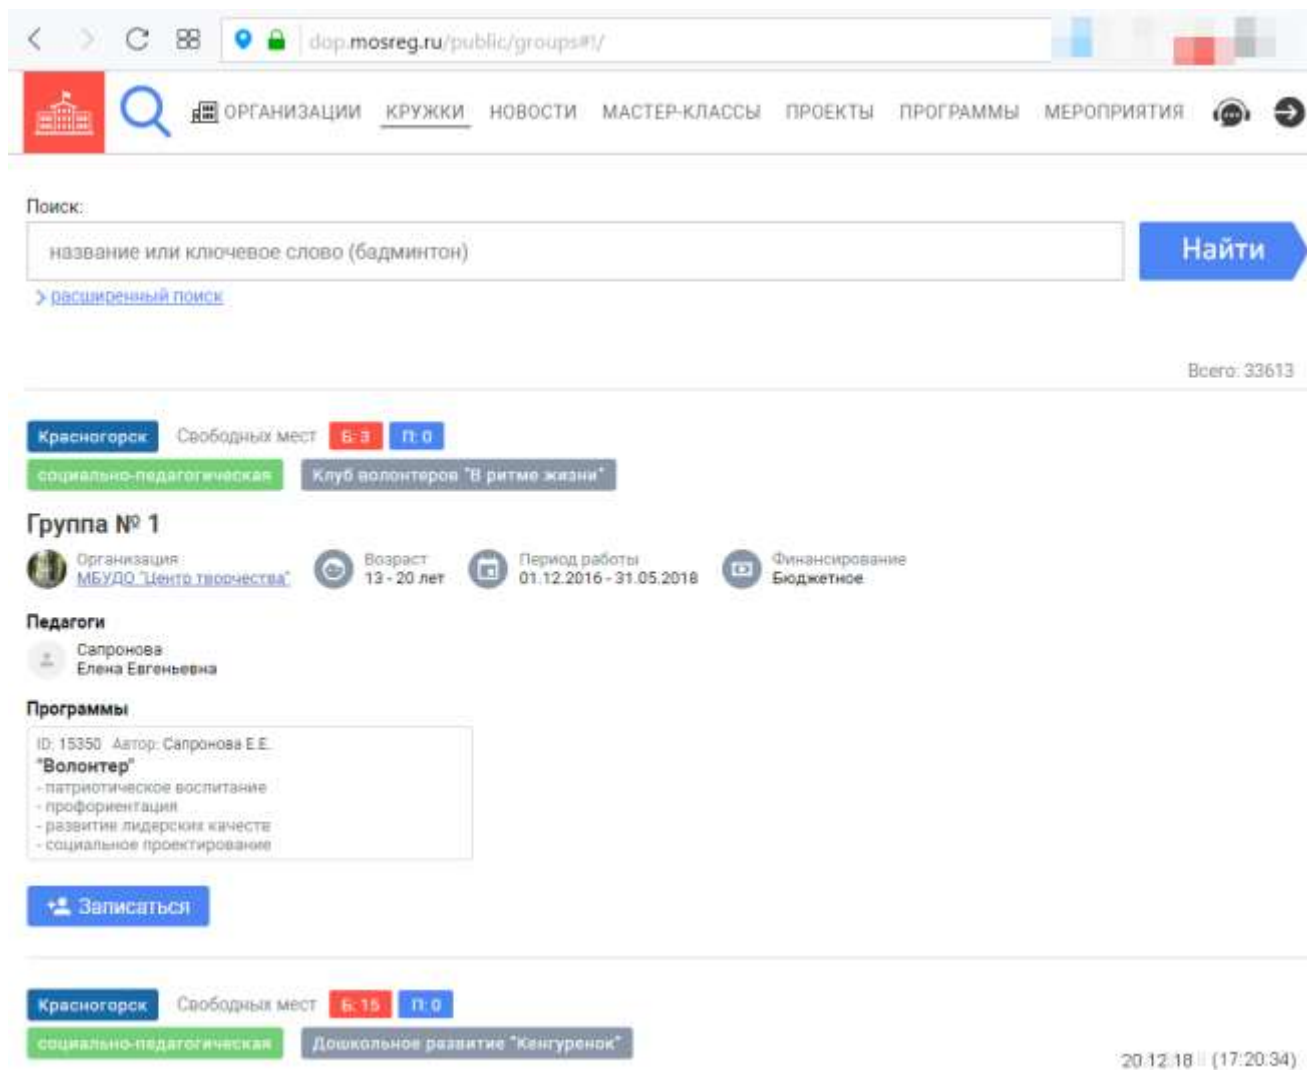 dop.mosreg.ru/public/groups#!/
ОРГАНИЗАЦИИ КРУЖКИ НОВОСТИ МАСТЕР-КЛАССЫ ПРОЕКТЫ ПРОГРАММЫ МЕРОПРИЯТИЯ
Поиск:
название или ключевое слово (бадминтон) Найти
расширенный поиск
Всего: 33613
Красногорск Свободных мест Б: 3 П: 0
социально-педагогическая Клуб волонтеров "В ритме жизни"
Группа № 1
Организация Возраст Период работы Финансирование
МБУДО "Центр творчества" 13 - 20 лет 01.12.2016 - 31.05.2018 Бюджетное
Педагоги
Сапронова
Елена Евгеньевна
Программы
ID: 15350 Автор: Сапронова Е.Е.
"Волонтер"
- патриотическое воспитание
- профориентация
- развитие лидерских качеств
- социальное проектирование
Записаться
Красногорск Свободных мест Б: 15 П: 0
социально-педагогическая Дошкольное развитие "Кенгуренок"
20.12.18 (17:20:34)